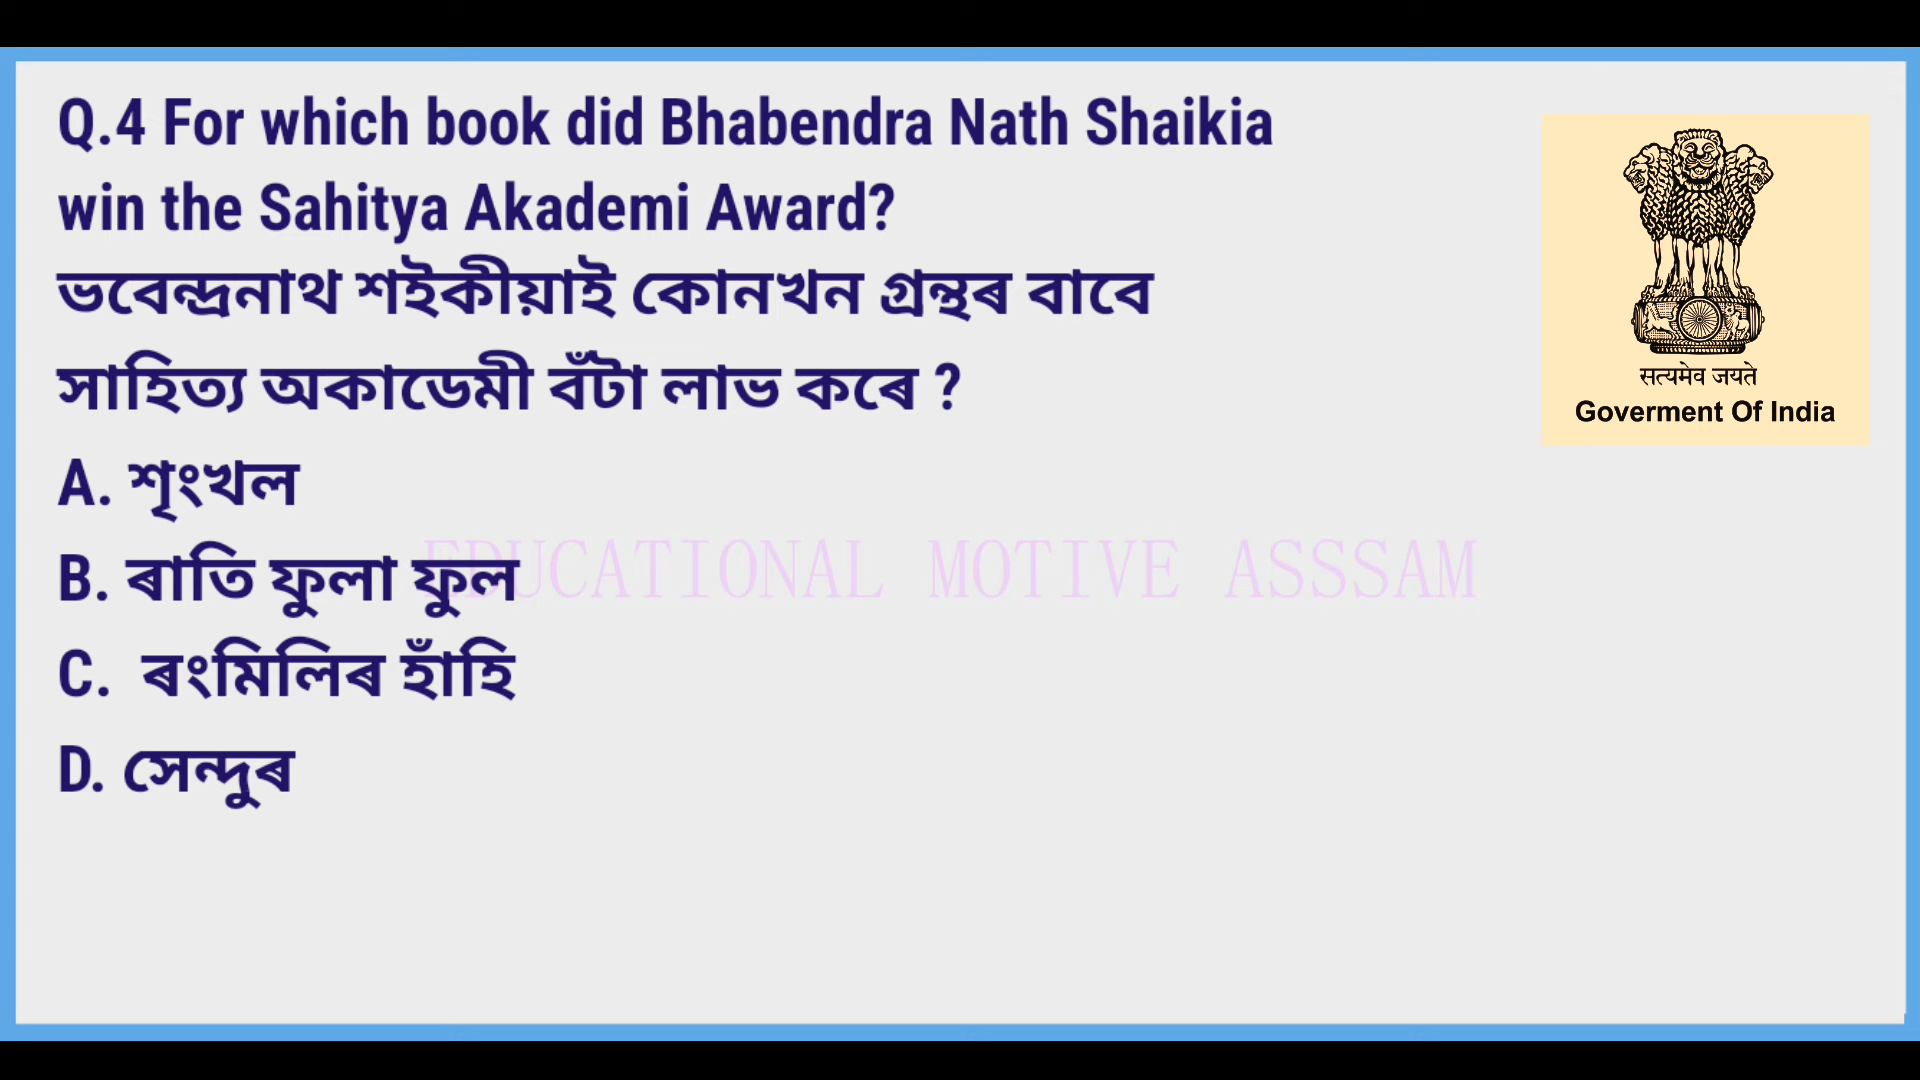 Q.4 For which book did Bhabendra Nath Shaikia
win the Sahitya Akademi Award?
ভবেন্দ্ৰনাথ শইকীয়াই কোনখন গ্ৰন্থৰ বাবে
সাহিত্য অকাডেমী বঁটা লাভ কৰে ?
A. শৃংখল
B. ৰাতি ফুলা ফুল
C. ৰংমিলিৰ হাঁহি
D. সেন্দুৰ
EDUCATIONAL MOTIVE ASSSAM
सत्यमेव जयते
Goverment Of India